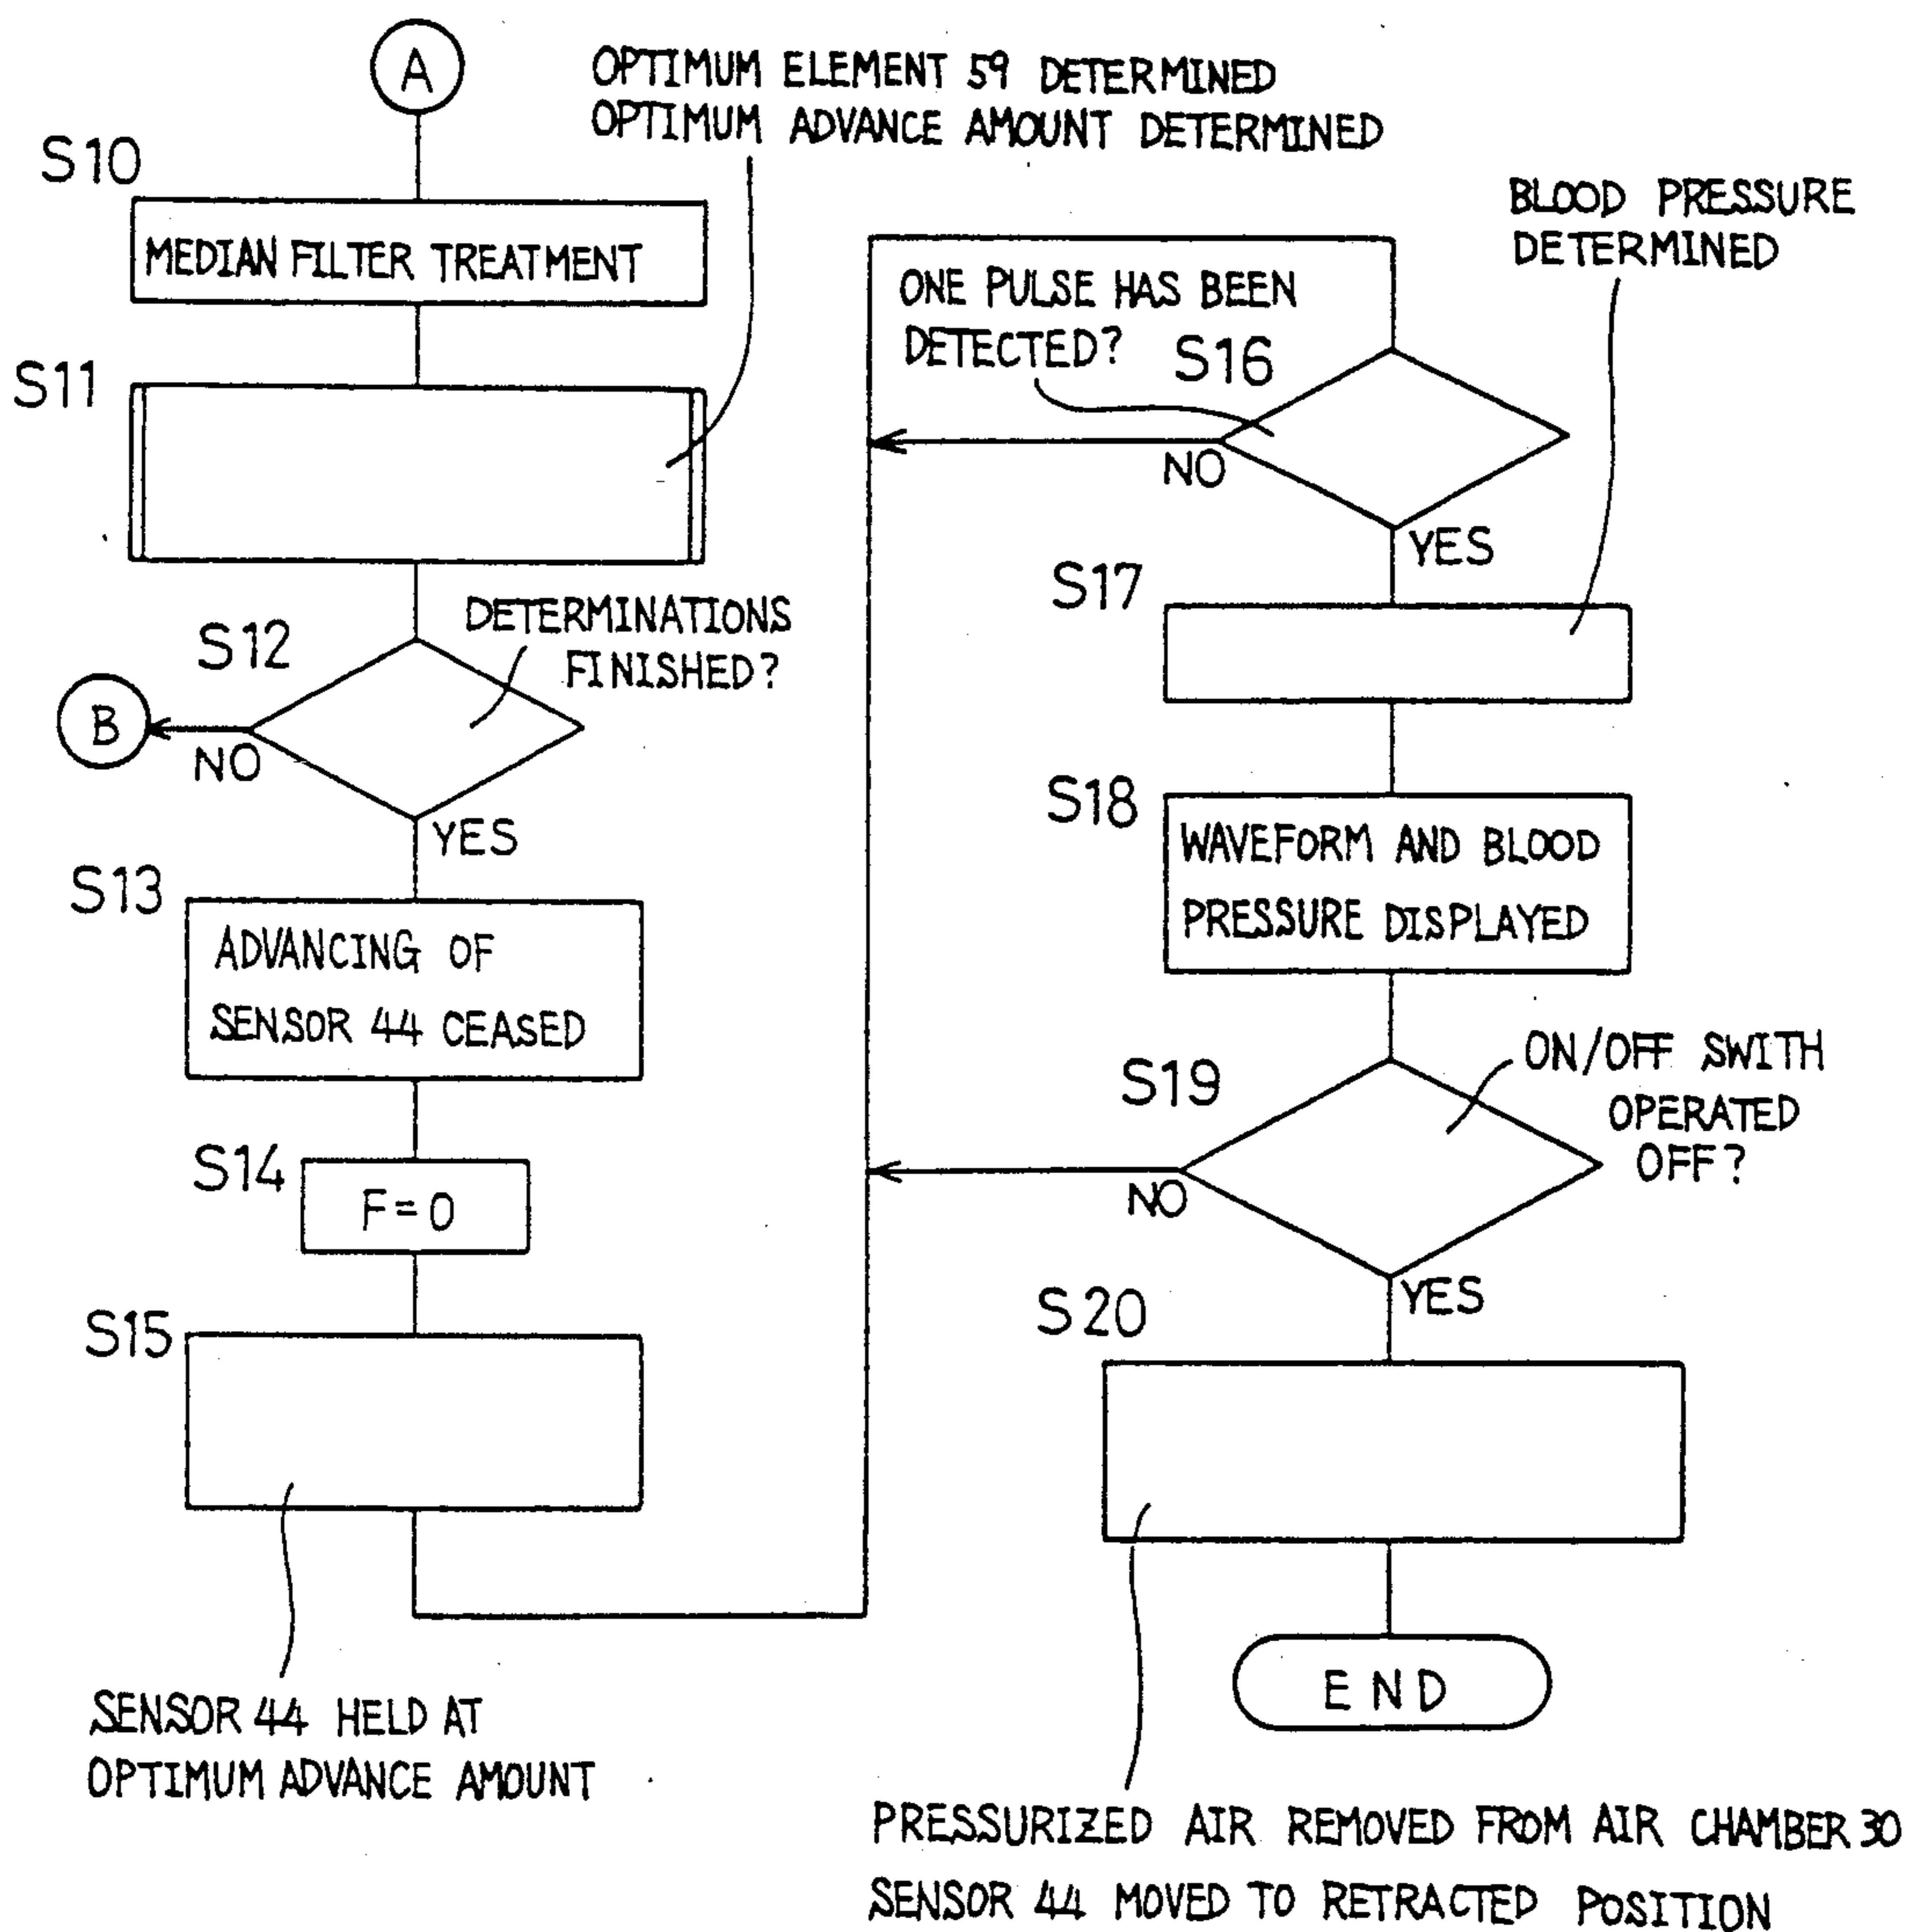 A
OPTIMUM ELEMENT 59 DETERMINED
OPTIMUM ADVANCE AMOUNT DETERMINED
S10
MEDIAN FILTER TREATMENT
S11
S12
DETERMINATIONS
FINISHED?
B
NO
YES
S13
ADVANCING OF
SENSOR 44 CEASED
S14
F=0
S15
SENSOR 44 HELD AT
OPTIMUM ADVANCE AMOUNT
BLOOD PRESSURE
DETERMINED
ONE PULSE HAS BEEN
DETECTED?
S16
NO
YES
S17
S18
WAVEFORM AND BLOOD
PRESSURE DISPLAYED
S19
ON/OFF SWITH
OPERATED
OFF?
NO
YES
S20
END
PRESSURIZED AIR REMOVED FROM AIR CHAMBER 30
SENSOR 44 MOVED TO RETRACTED POSITION